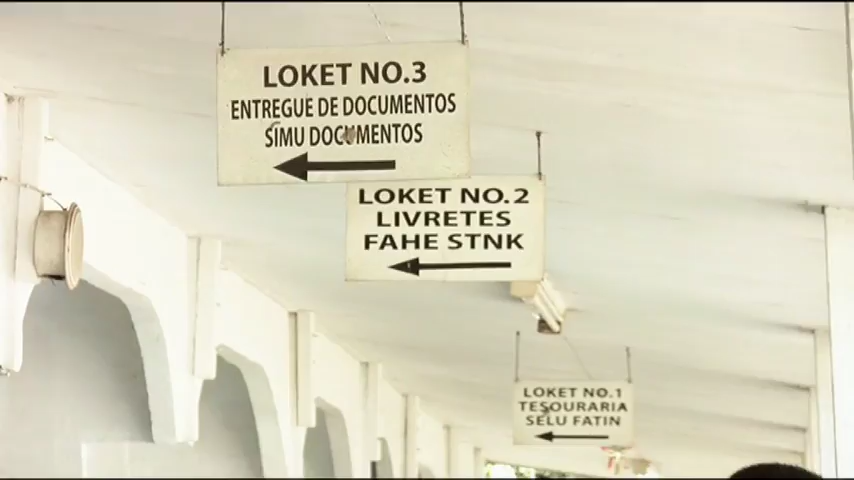 LOKET NO.3
ENTREGUE DE DOCUMENTOS
SIMU DOCUMENTOS
LOKET NO.2
LIVRETES
FAHE STNK
LOKET NO.1
TESOURARIA
SELU FATIN